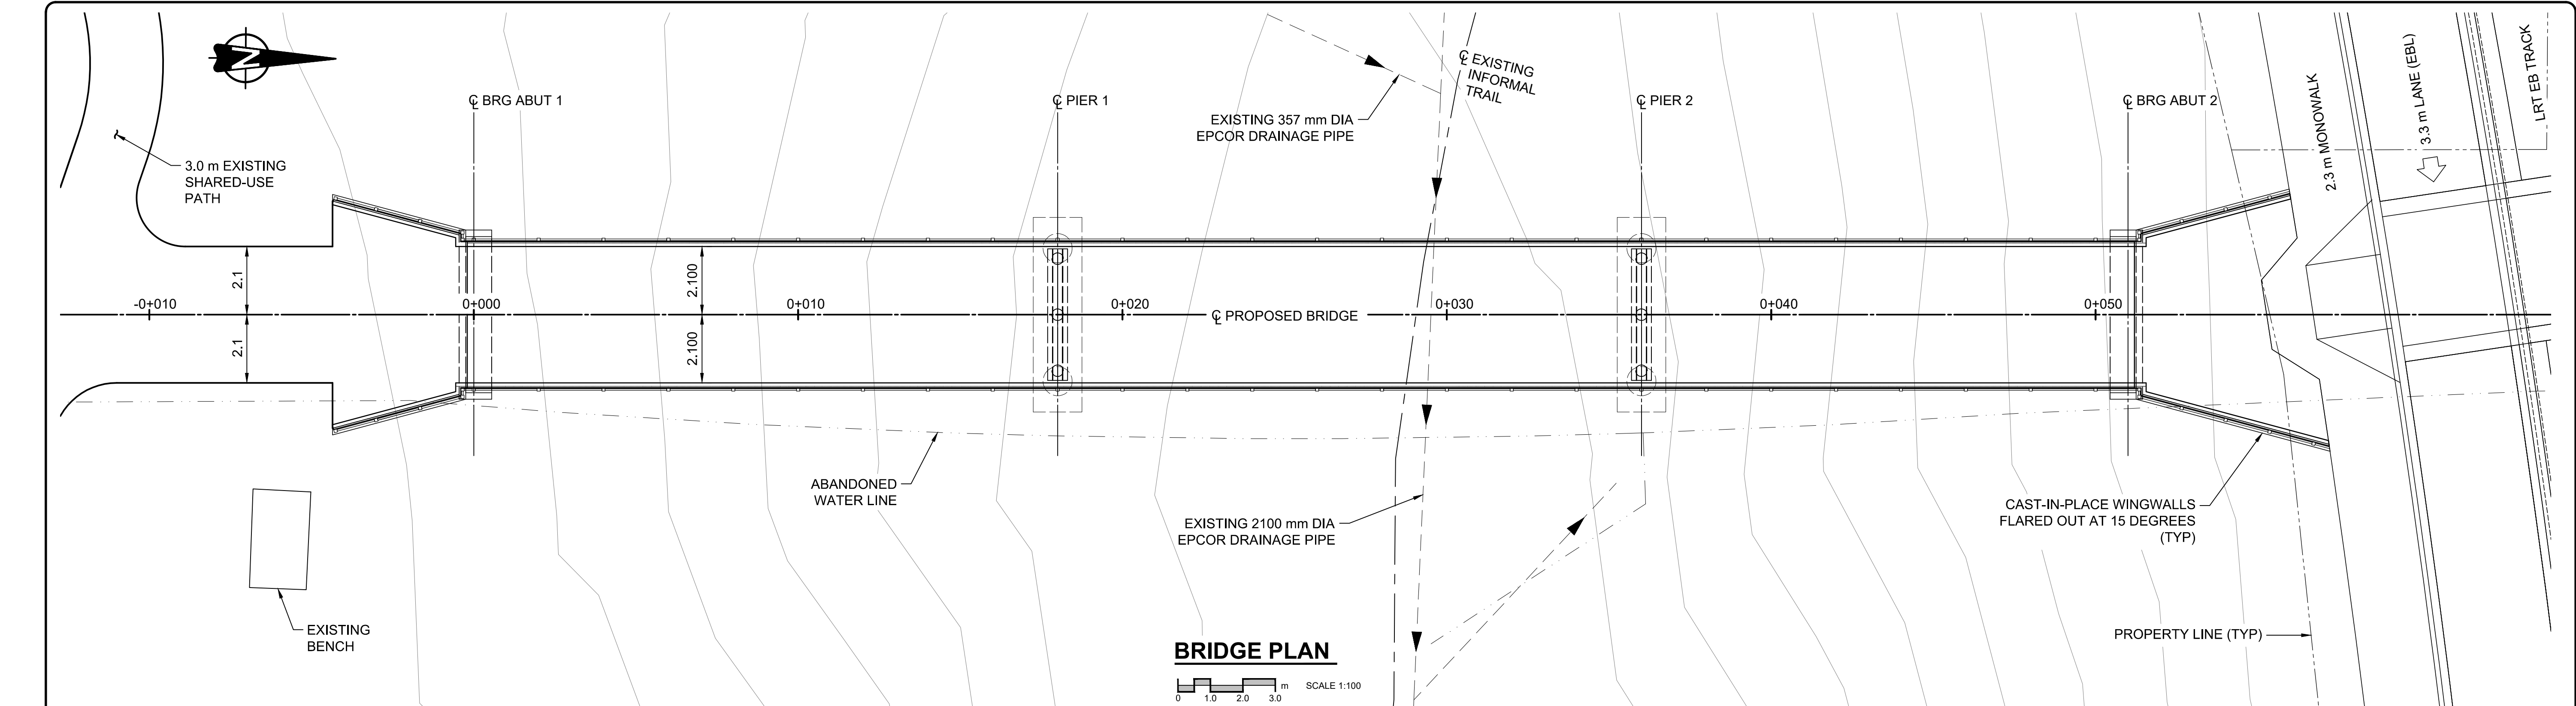 N
℄ BRG ABUT 1
℄ PIER 1
℄ EXISTING
INFORMAL
TRAIL
℄ PIER 2
℄ BRG ABUT 2
2.3 m MONOWALK
3.3 m LANE (EBL)
LRT EB TRACK
EXISTING 357 mm DIA
EPCOR DRAINAGE PIPE
3.0 m EXISTING
SHARED-USE
PATH
2.1
2.100
-0+010
0+000
0+010
0+020
0+030
0+040
0+050
℄ PROPOSED BRIDGE
2.1
2.100
ABANDONED
WATER LINE
EXISTING 2100 mm DIA
EPCOR DRAINAGE PIPE
CAST-IN-PLACE WINGWALLS
FLARED OUT AT 15 DEGREES
(TYP)
EXISTING
BENCH
PROPERTY LINE (TYP)
BRIDGE PLAN
0 1.0 2.0 3.0 m SCALE 1:100